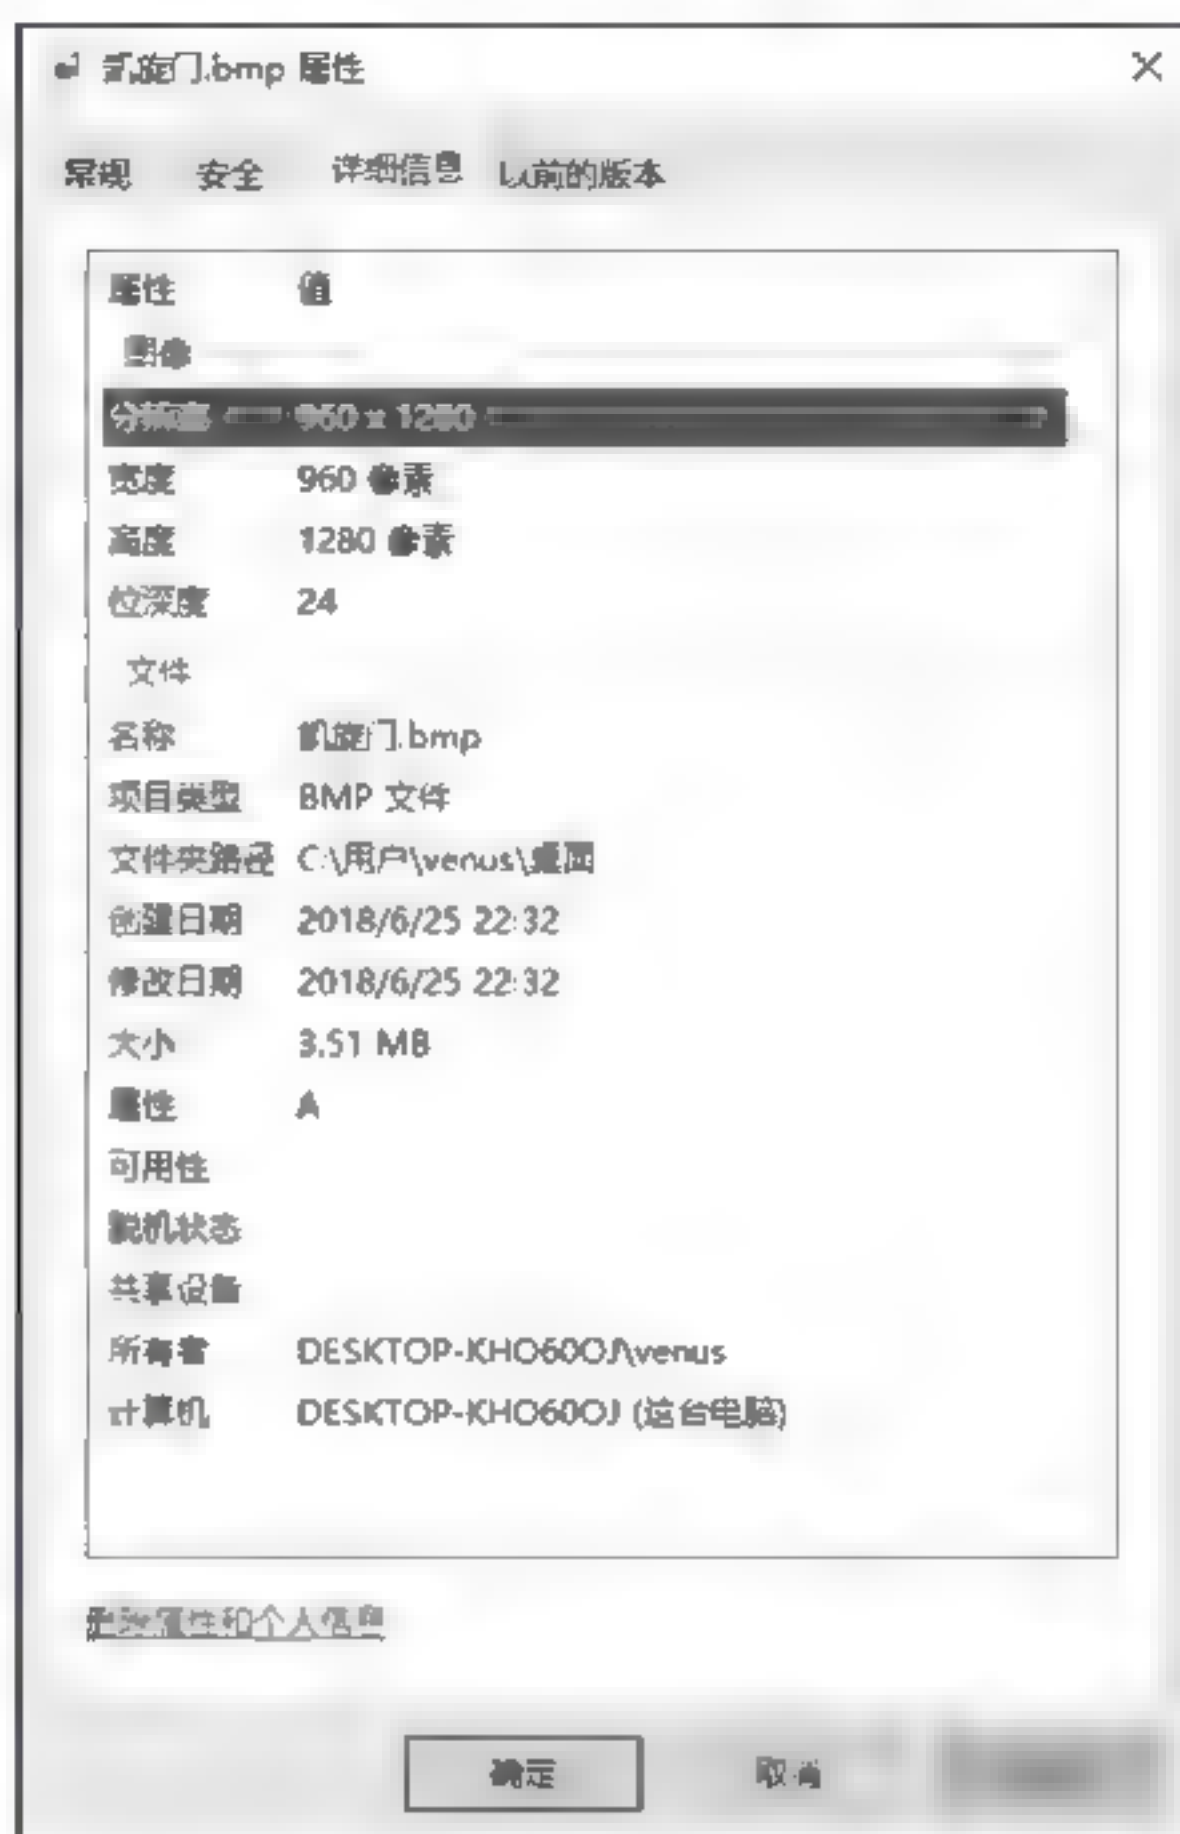 凯旋门.bmp 属性
常规 安全 详细信息 以前的版本
属性 值
图像
分辨率 960 x 1280
宽度 960 像素
高度 1280 像素
位深度 24
文件
名称 凯旋门.bmp
项目类型 BMP 文件
文件夹路径 C:\用户\venus\桌面
创建日期 2018/6/25 22:32
修改日期 2018/6/25 22:32
大小 3.51 MB
属性 A
可用性
脱机状态
共享设备
所有者 DESKTOP-KHO60OJ\venus
计算机 DESKTOP-KHO60OJ (这台电脑)
删除属性和个人信息
确定 取消